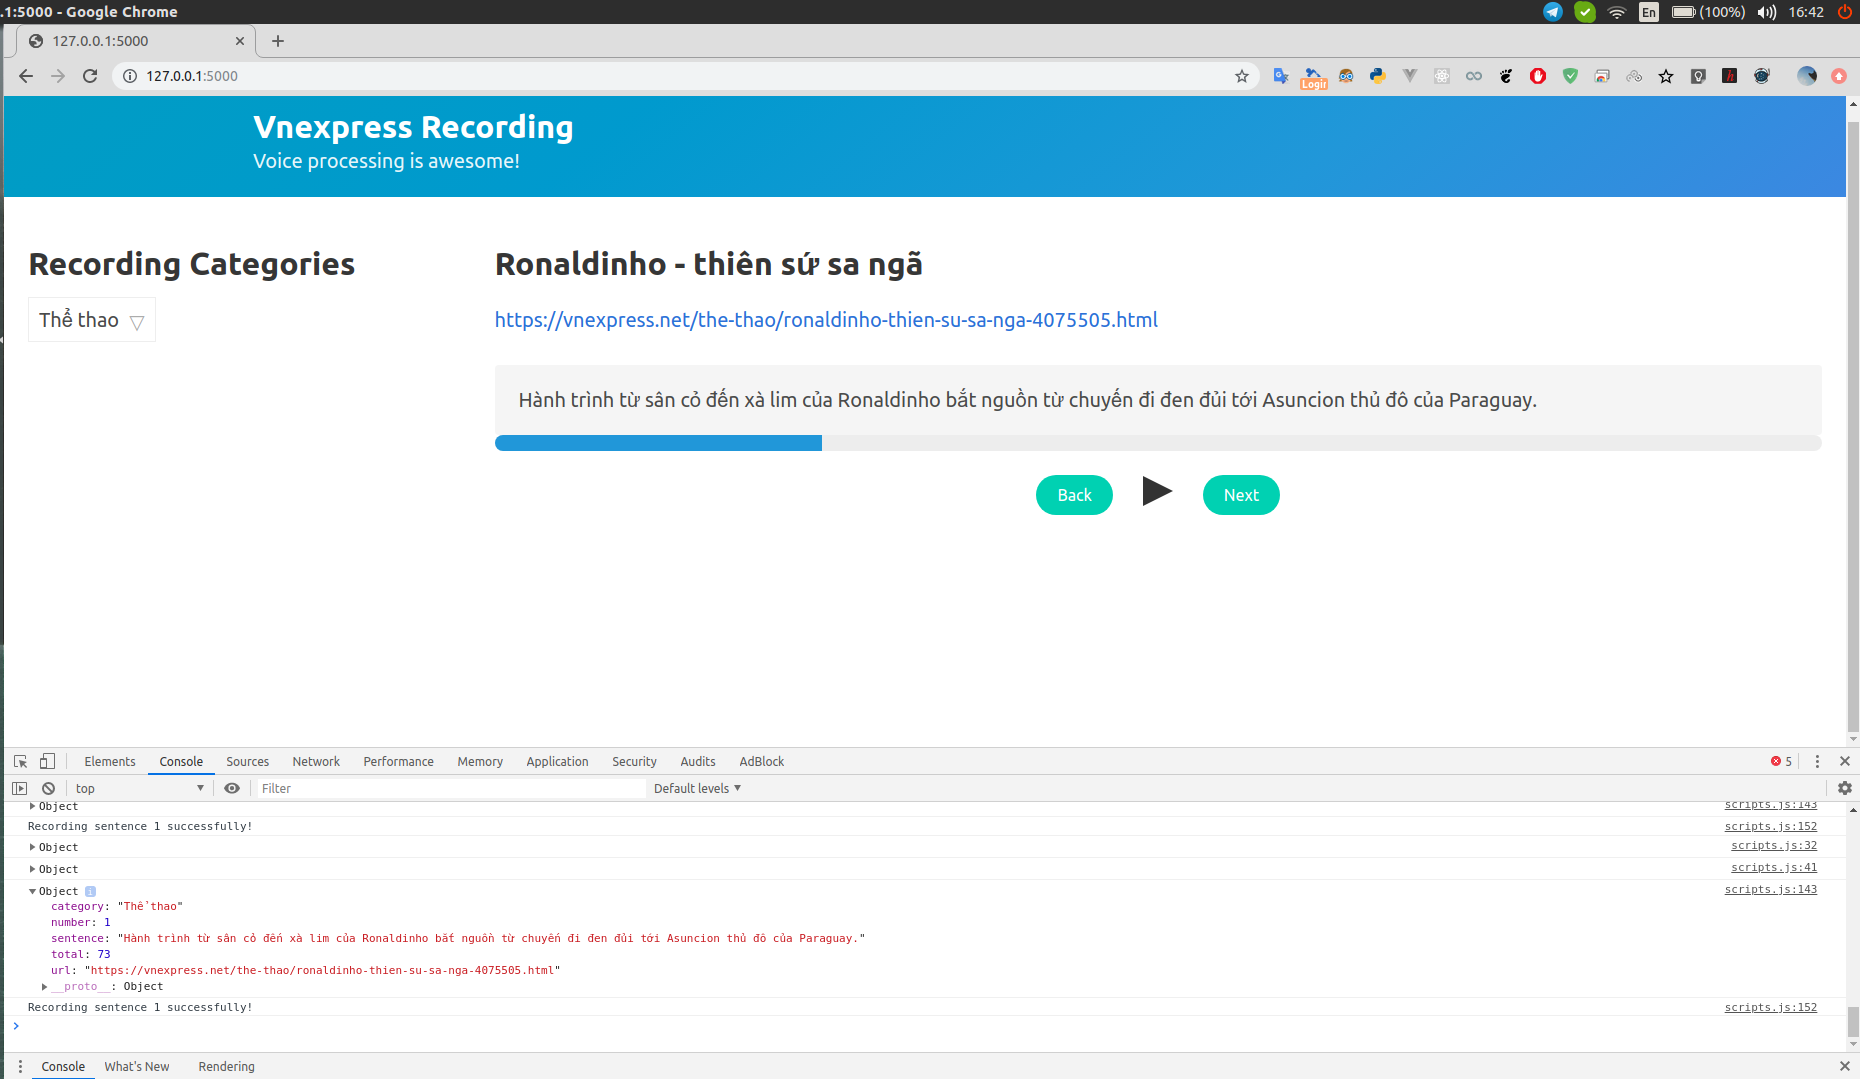 .1:5000 - Google Chrome
En (100%) 16:42
127.0.0.1:5000
127.0.0.1:5000
Login
Vnexpress Recording
Voice processing is awesome!
Recording Categories
Thể thao
Ronaldinho - thiên sứ sa ngã
https://vnexpress.net/the-thao/ronaldinho-thien-su-sa-nga-4075505.html
Hành trình từ sân cỏ đến xà lim của Ronaldinho bắt nguồn từ chuyến đi đen đủi tới Asuncion thủ đô của Paraguay.
Back
Next
Elements Console Sources Network Performance Memory Application Security Audits AdBlock 5
top Filter Default levels
Object scripts.js:143
Recording sentence 1 successfully! scripts.js:152
Object scripts.js:32
Object scripts.js:41
Object i scripts.js:143
category: "Thể thao"
number: 1
sentence: "Hành trình từ sân cỏ đến xà lim của Ronaldinho bắt nguồn từ chuyến đi đen đủi tới Asuncion thủ đô của Paraguay."
total: 73
url: "https://vnexpress.net/the-thao/ronaldinho-thien-su-sa-nga-4075505.html"
__proto__: Object
Recording sentence 1 successfully! scripts.js:152
Console What's New Rendering